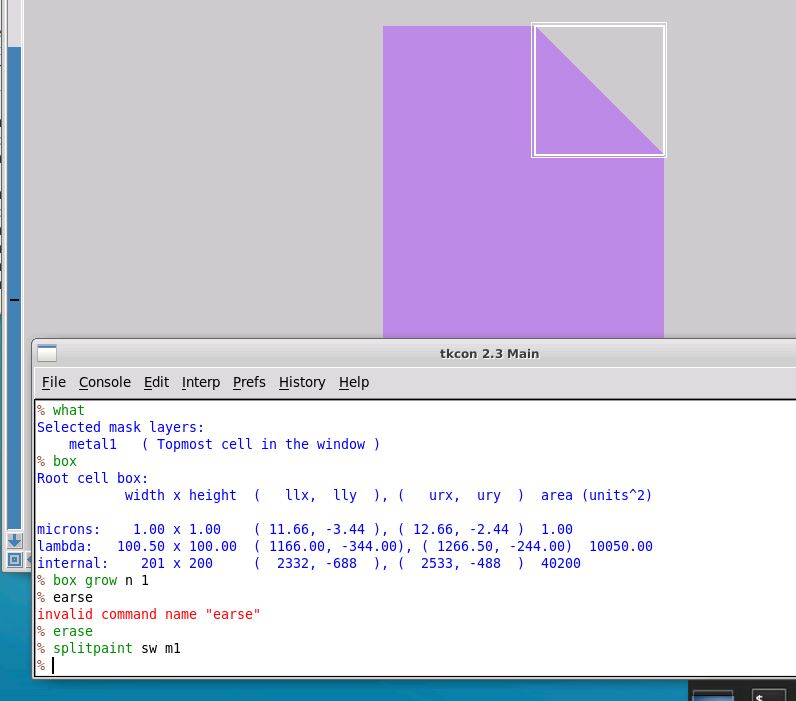 tkcon 2.3 Main
File Console Edit Interp Prefs History Help
% what
Selected mask layers:
    metal1   ( Topmost cell in the window )
% box
Root cell box:
           width x height  (   llx,  lly  ), (   urx,  ury  )  area (units^2)
microns:    1.00 x 1.00    ( 11.66, -3.44 ), ( 12.66, -2.44 )  1.00
lambda:   100.50 x 100.00  ( 1166.00, -344.00), ( 1266.50, -244.00)  10050.00
internal:    201 x 200     (  2332, -688  ), (  2533, -488  )  40200
% box grow n 1
% earse
invalid command name "earse"
% erase
% splitpaint sw m1
%
$